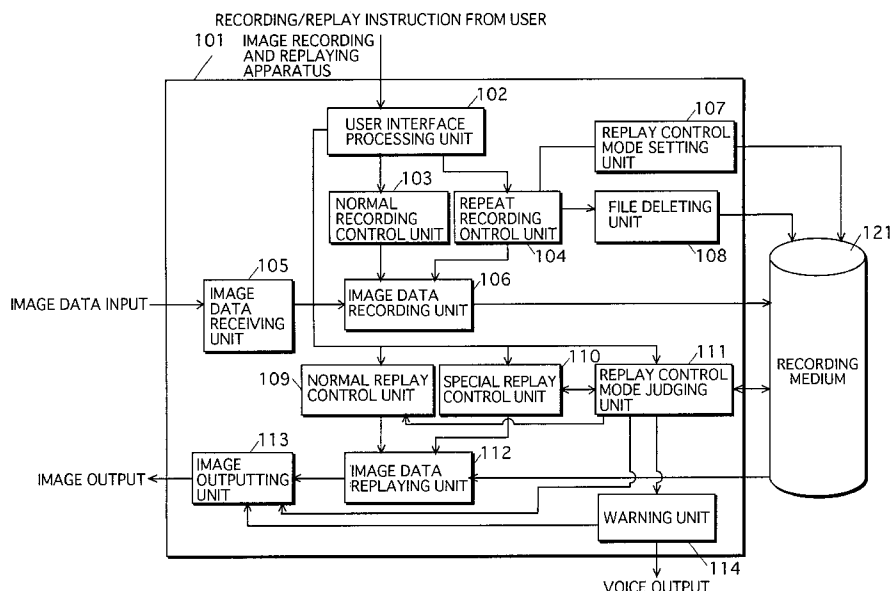 RECORDING/REPLAY INSTRUCTION FROM USER
101
IMAGE RECORDING
AND REPLAYING
APPARATUS
102
USER INTERFACE
PROCESSING UNIT
107
REPLAY CONTROL
MODE SETTING
UNIT
103
NORMAL
RECORDING
CONTROL UNIT
REPEAT
RECORDING
ONTROL UNIT
104
FILE DELETING
UNIT
108
121
105
IMAGE DATA INPUT
IMAGE
DATA
RECEIVING
UNIT
106
IMAGE DATA
RECORDING UNIT
RECORDING
MEDIUM
109
NORMAL REPLAY
CONTROL UNIT
110
SPECIAL REPLAY
CONTROL UNIT
111
REPLAY CONTROL
MODE JUDGING
UNIT
113
IMAGE OUTPUT
IMAGE
OUTPUTTING
UNIT
112
IMAGE DATA
REPLAYING UNIT
WARNING UNIT
114
VOICE OUTPUT